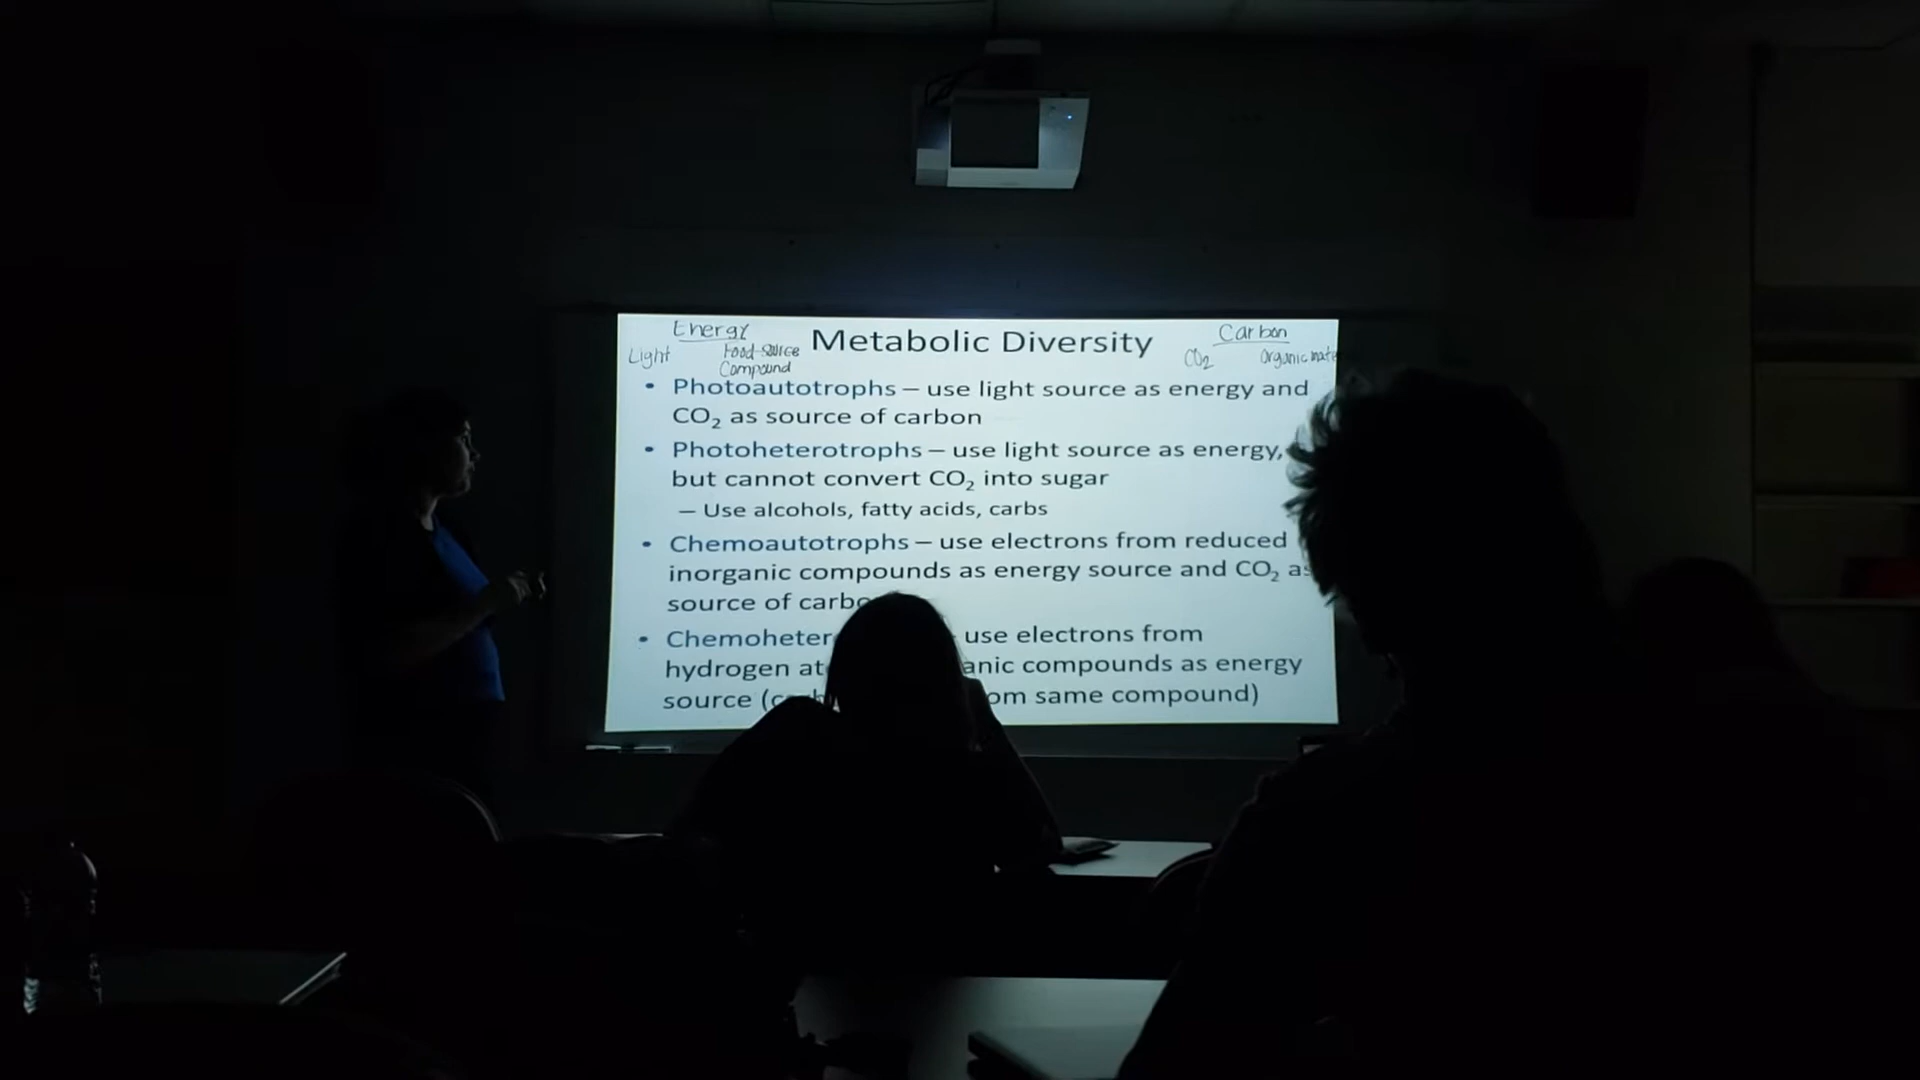 Energy
Light Food source
Compound
Metabolic Diversity
Carbon
CO₂ Organic
• Photoautotrophs – use light source as energy and
CO₂ as source of carbon
• Photoheterotrophs – use light source as energy,
but cannot convert CO₂ into sugar
– Use alcohols, fatty acids, carbs
• Chemoautotrophs – use electrons from reduced
inorganic compounds as energy source and CO₂ as
source of
• use electrons from
hydrogen compounds as energy
source same compound)